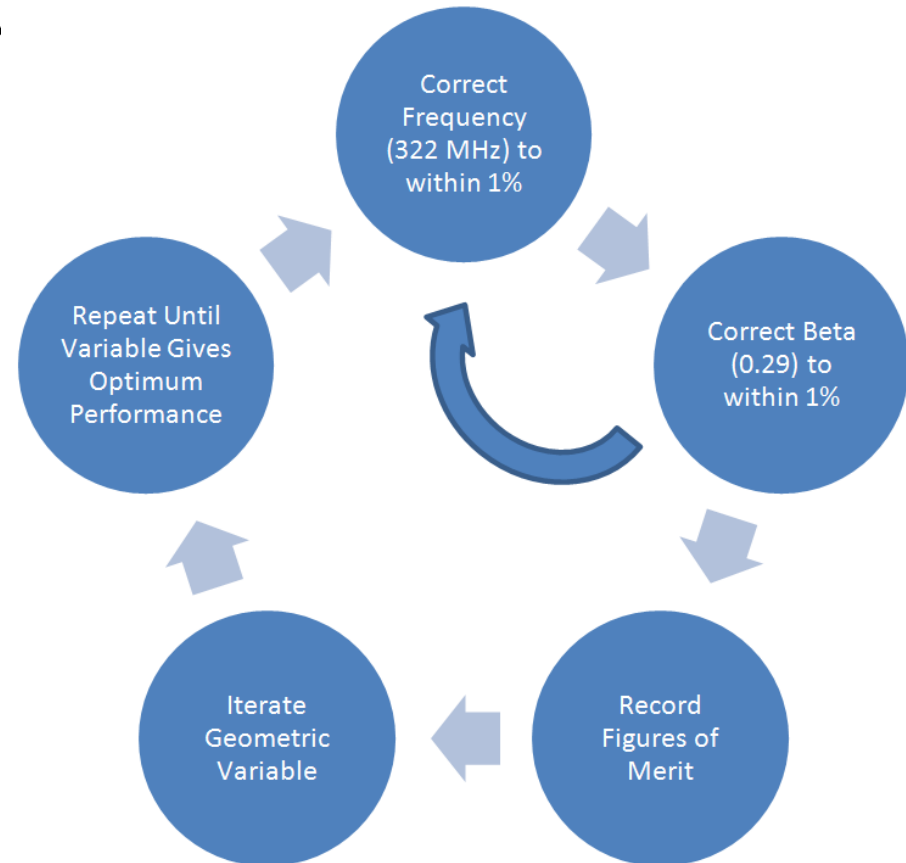 Correct
Frequency
(322 MHz) to
within 1%
Correct Beta
(0.29) to
within 1%
Record
Figures of
Merit
Iterate
Geometric
Variable
Repeat Until
Variable Gives
Optimum
Performance